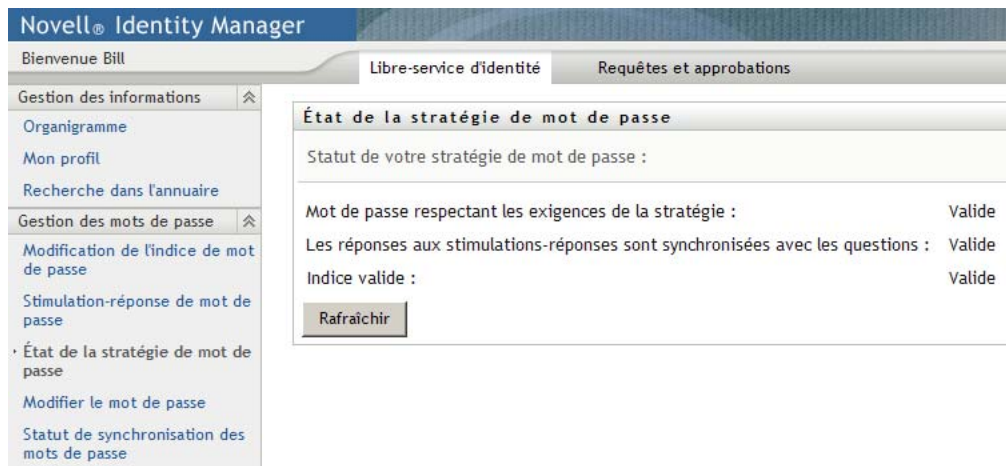 Novell® Identity Manager
Bienvenue Bill
Libre-service d'identité
Requêtes et approbations
Gestion des informations
Organigramme
Mon profil
Recherche dans l'annuaire
Gestion des mots de passe
Modification de l'indice de mot
de passe
Stimulation-réponse de mot de
passe
État de la stratégie de mot de
passe
Modifier le mot de passe
Statut de synchronisation des
mots de passe
État de la stratégie de mot de passe
Statut de votre stratégie de mot de passe :
Mot de passe respectant les exigences de la stratégie : Valide
Les réponses aux stimulations-réponses sont synchronisées avec les questions : Valide
Indice valide : Valide
Rafraîchir